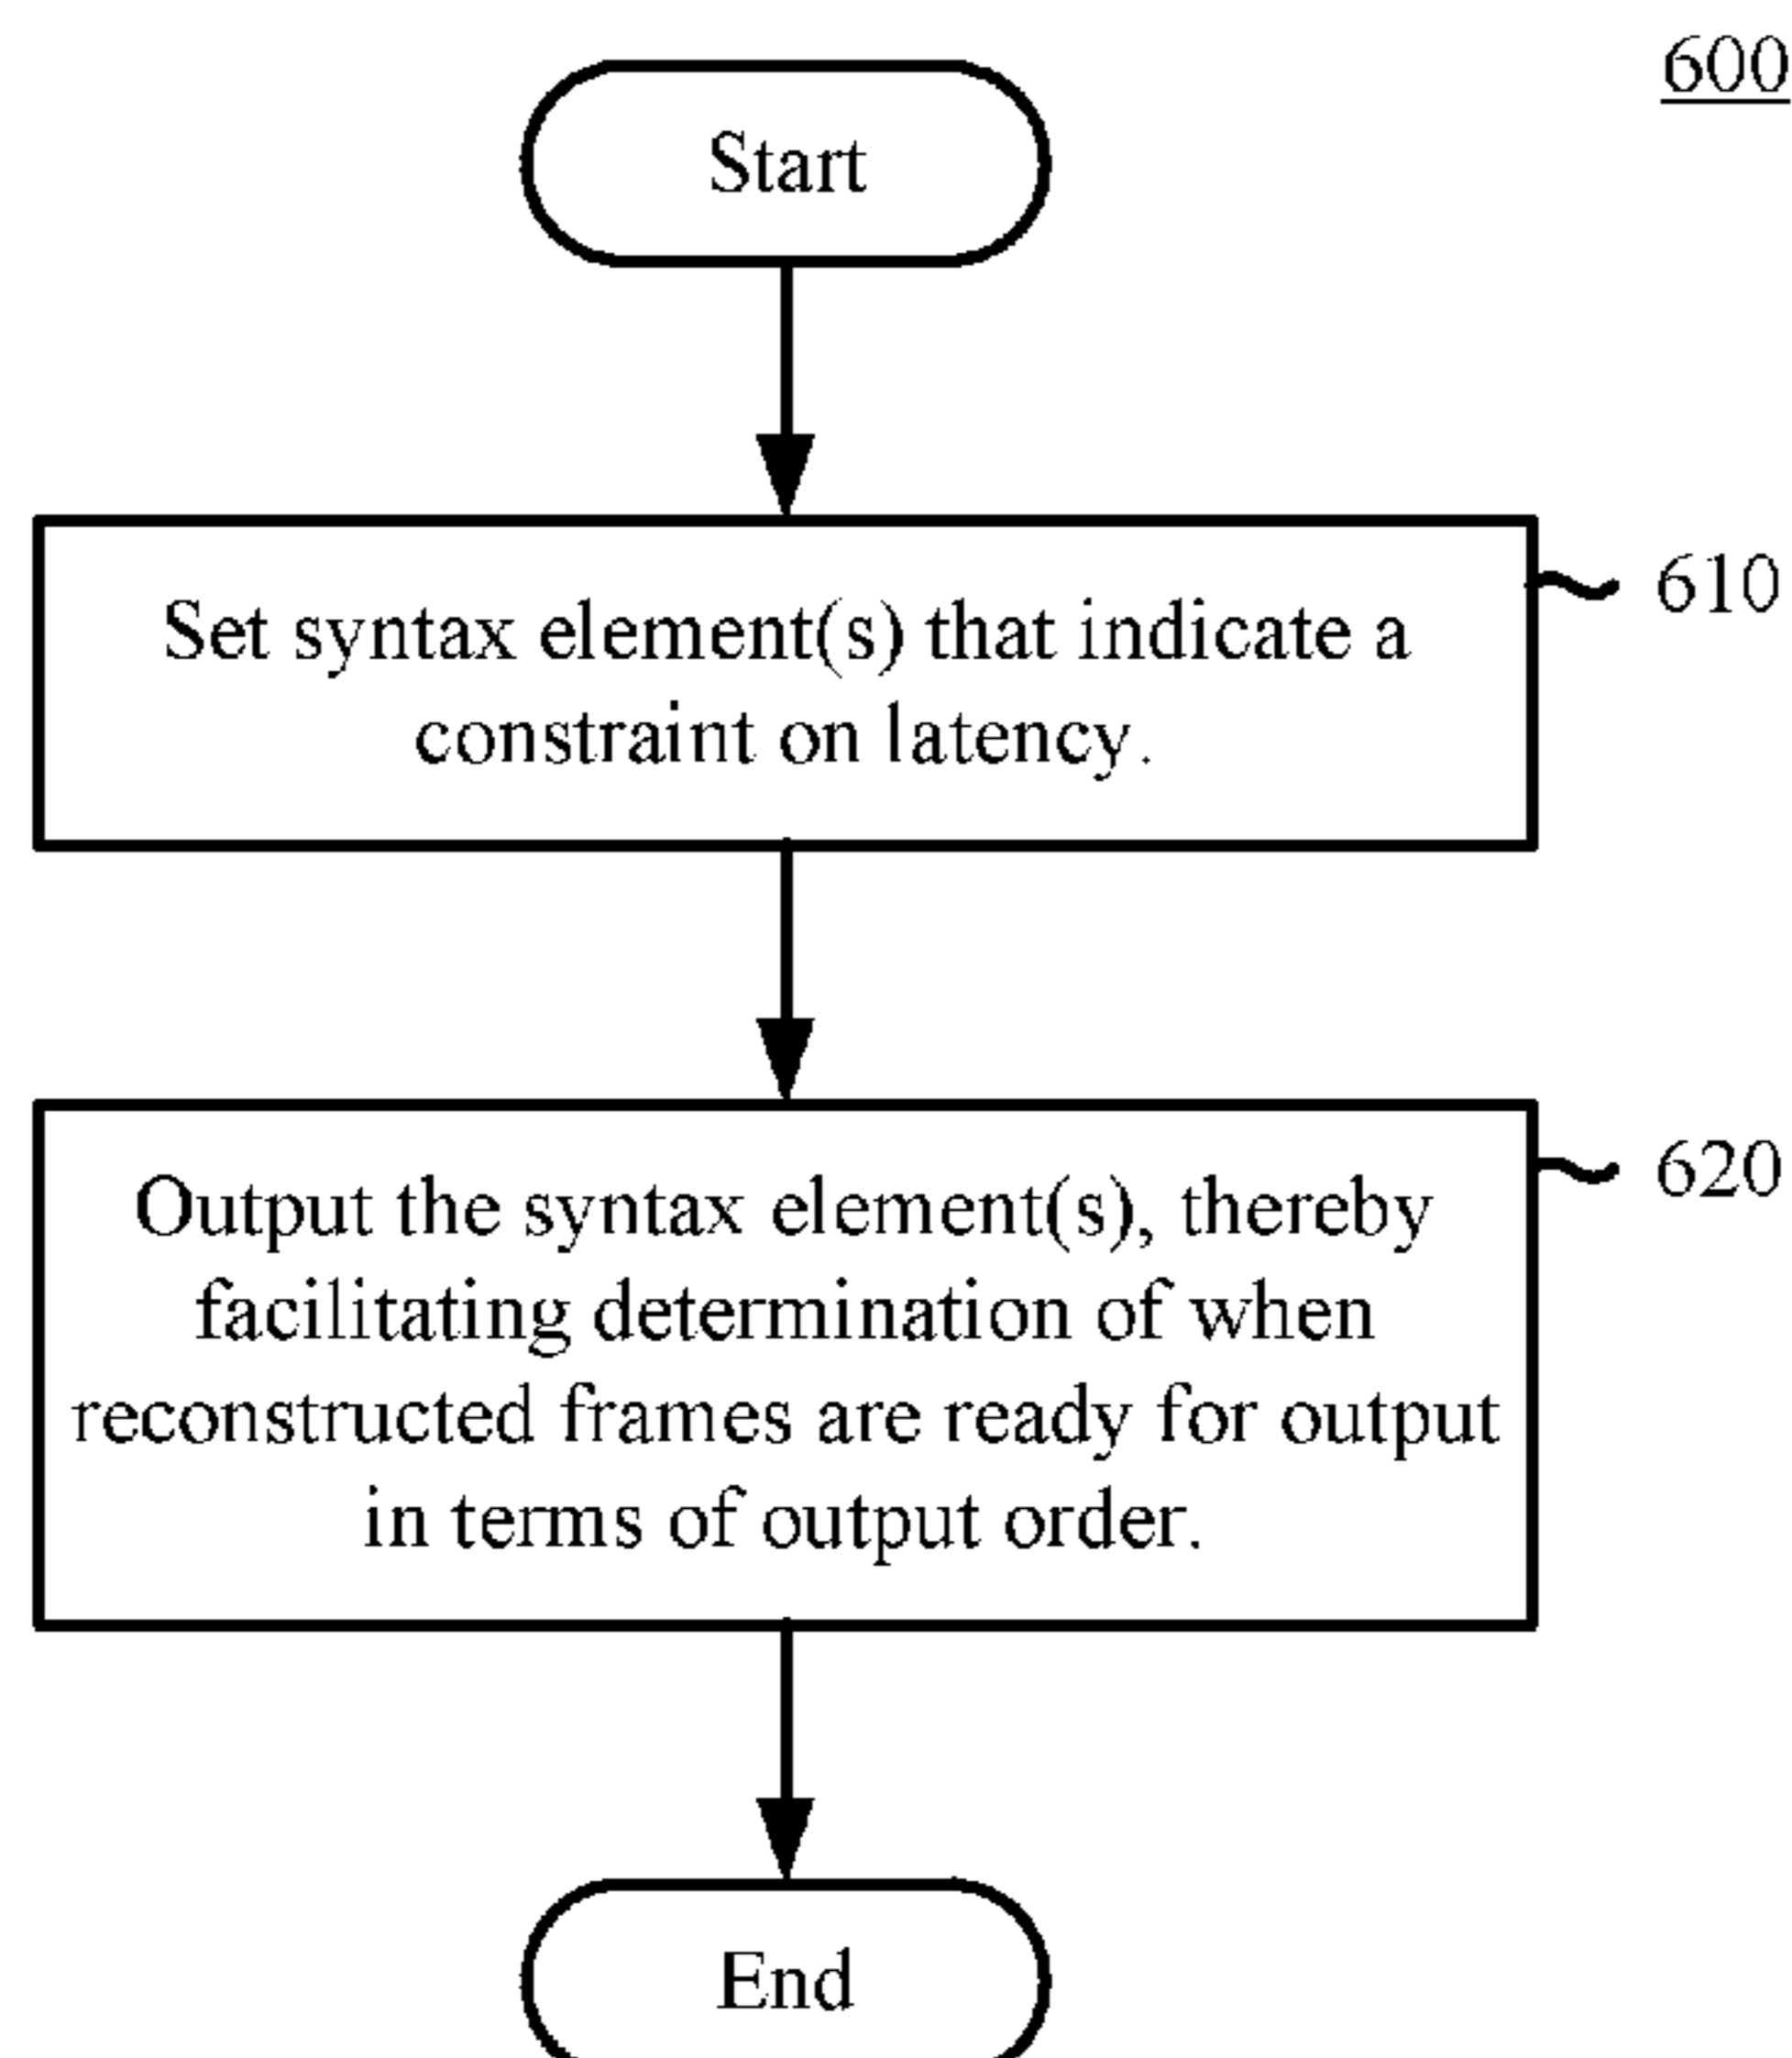 600
Start
610
Set syntax element(s) that indicate a
constraint on latency.
620
Output the syntax element(s), thereby
facilitating determination of when
reconstructed frames are ready for output
in terms of output order.
End